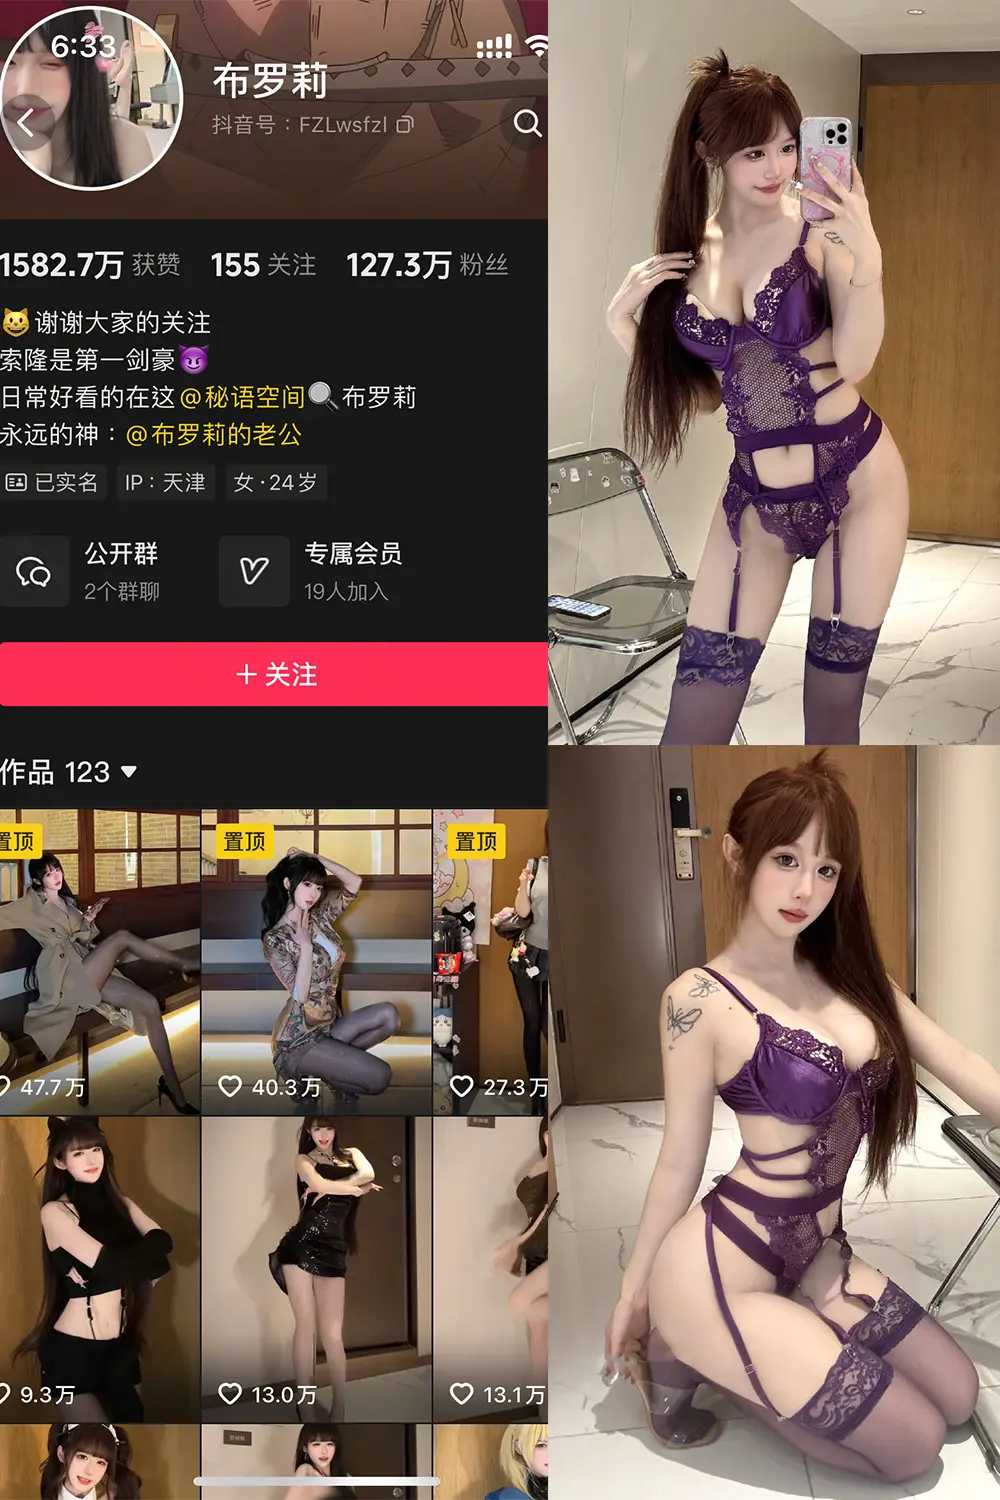 6:33
布罗莉
抖音号：FZLwsfzl
1582.7万 获赞 155 关注 127.3万 粉丝
😺谢谢大家的关注
索隆是第一剑豪😈
日常好看的在这@秘语空间🔍布罗莉
永远的神：@布罗莉的老公
已实名 IP：天津 女·24岁
公开群 专属会员
2个群聊 19人加入
＋关注
作品 123
置顶 置顶 置顶
47.7万 40.3万 27.3万
9.3万 13.0万 13.1万